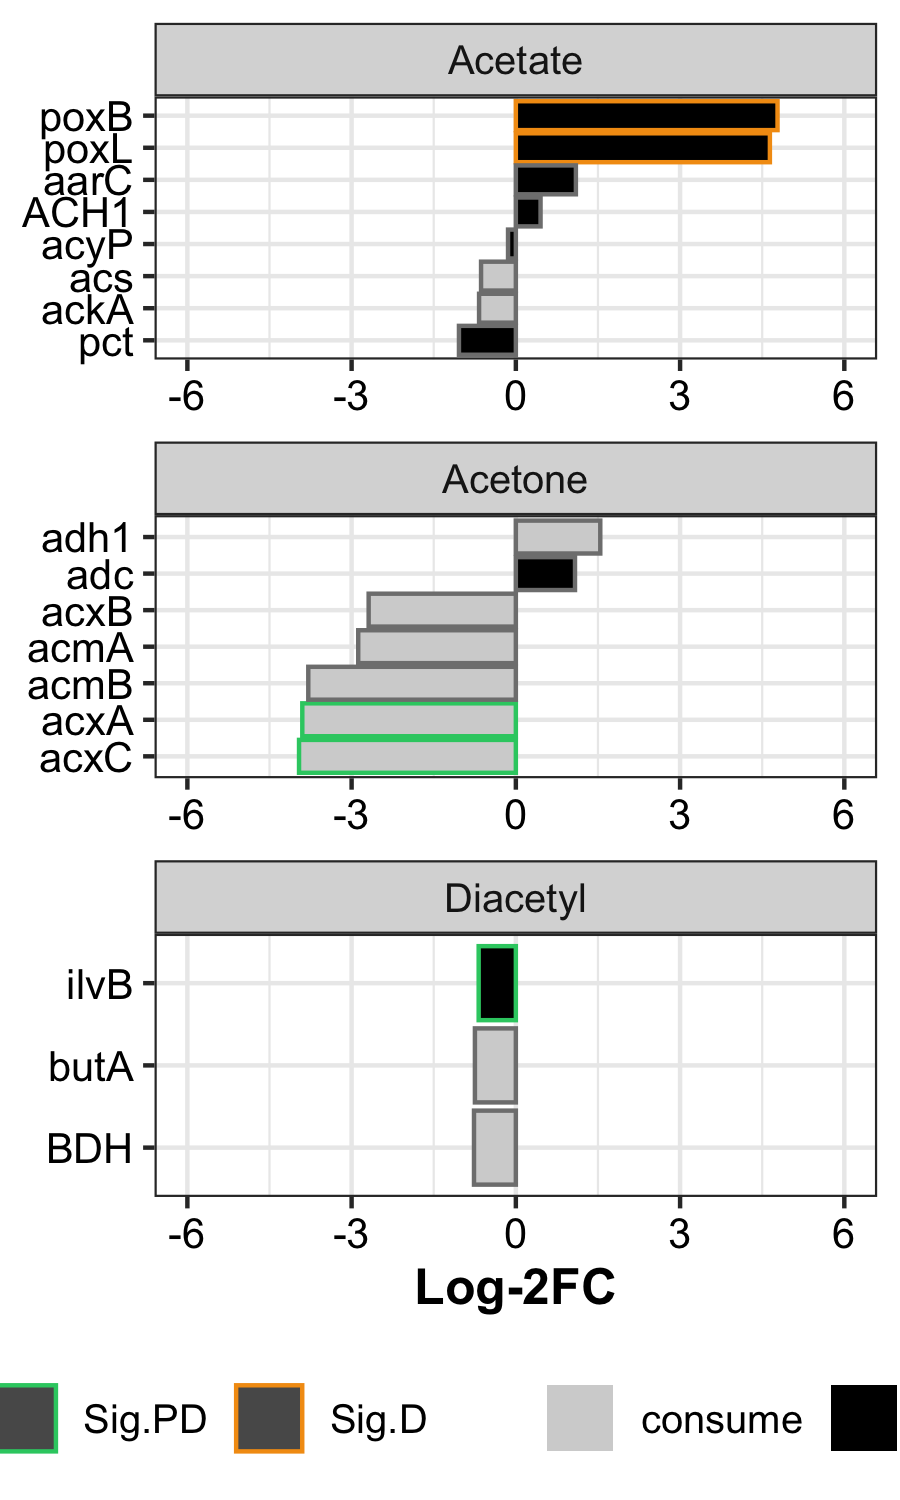 Acetate
poxB
poxL
aarC
ACH1
acyP
acs
ackA
pct
-6 -3 0 3 6
Acetone
adh1
adc
acxB
acmA
acmB
acxA
acxC
-6 -3 0 3 6
Diacetyl
ilvB
butA
BDH
-6 -3 0 3 6
Log-2FC
Sig.PD Sig.D consume